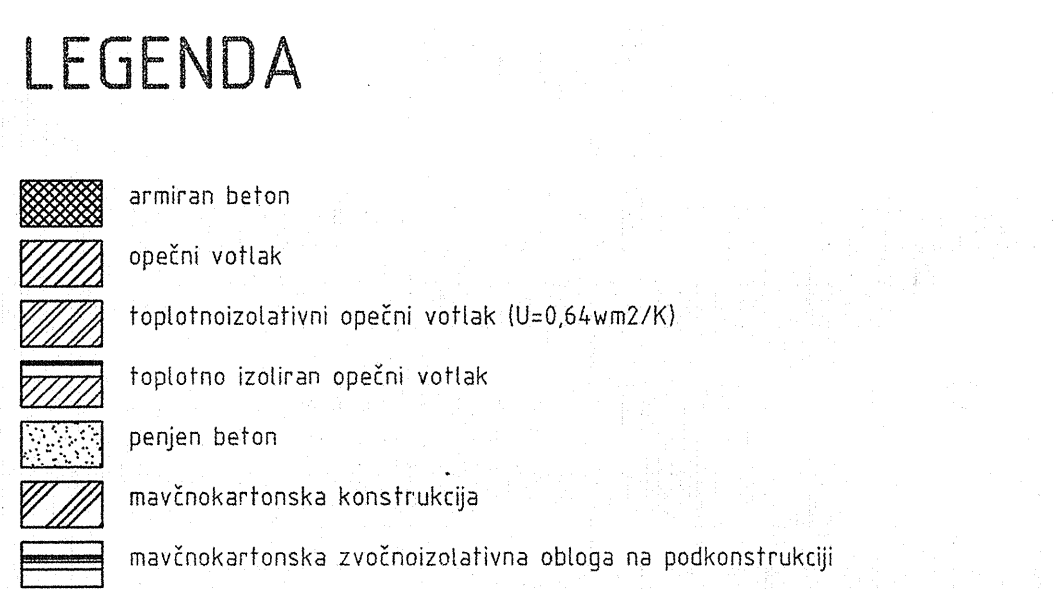 LEGENDA
armiran beton
opečni votlak
toplotnoizolativni opečni votlak (U=0,64wm2/K)
toplotno izoliran opečni votlak
penjen beton
mavčnokartonska konstrukcija
mavčnokartonska zvočnoizolativna obloga na podkonstrukciji